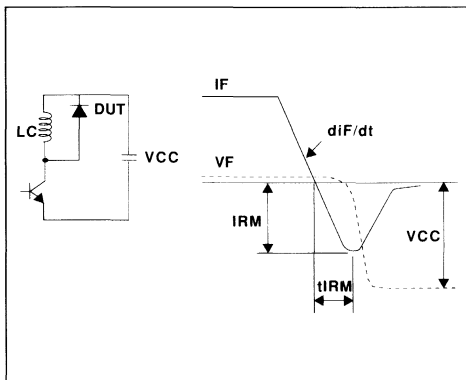 DUT
LC
VCC
IF
diF/dt
VF
IRM
VCC
tIRM